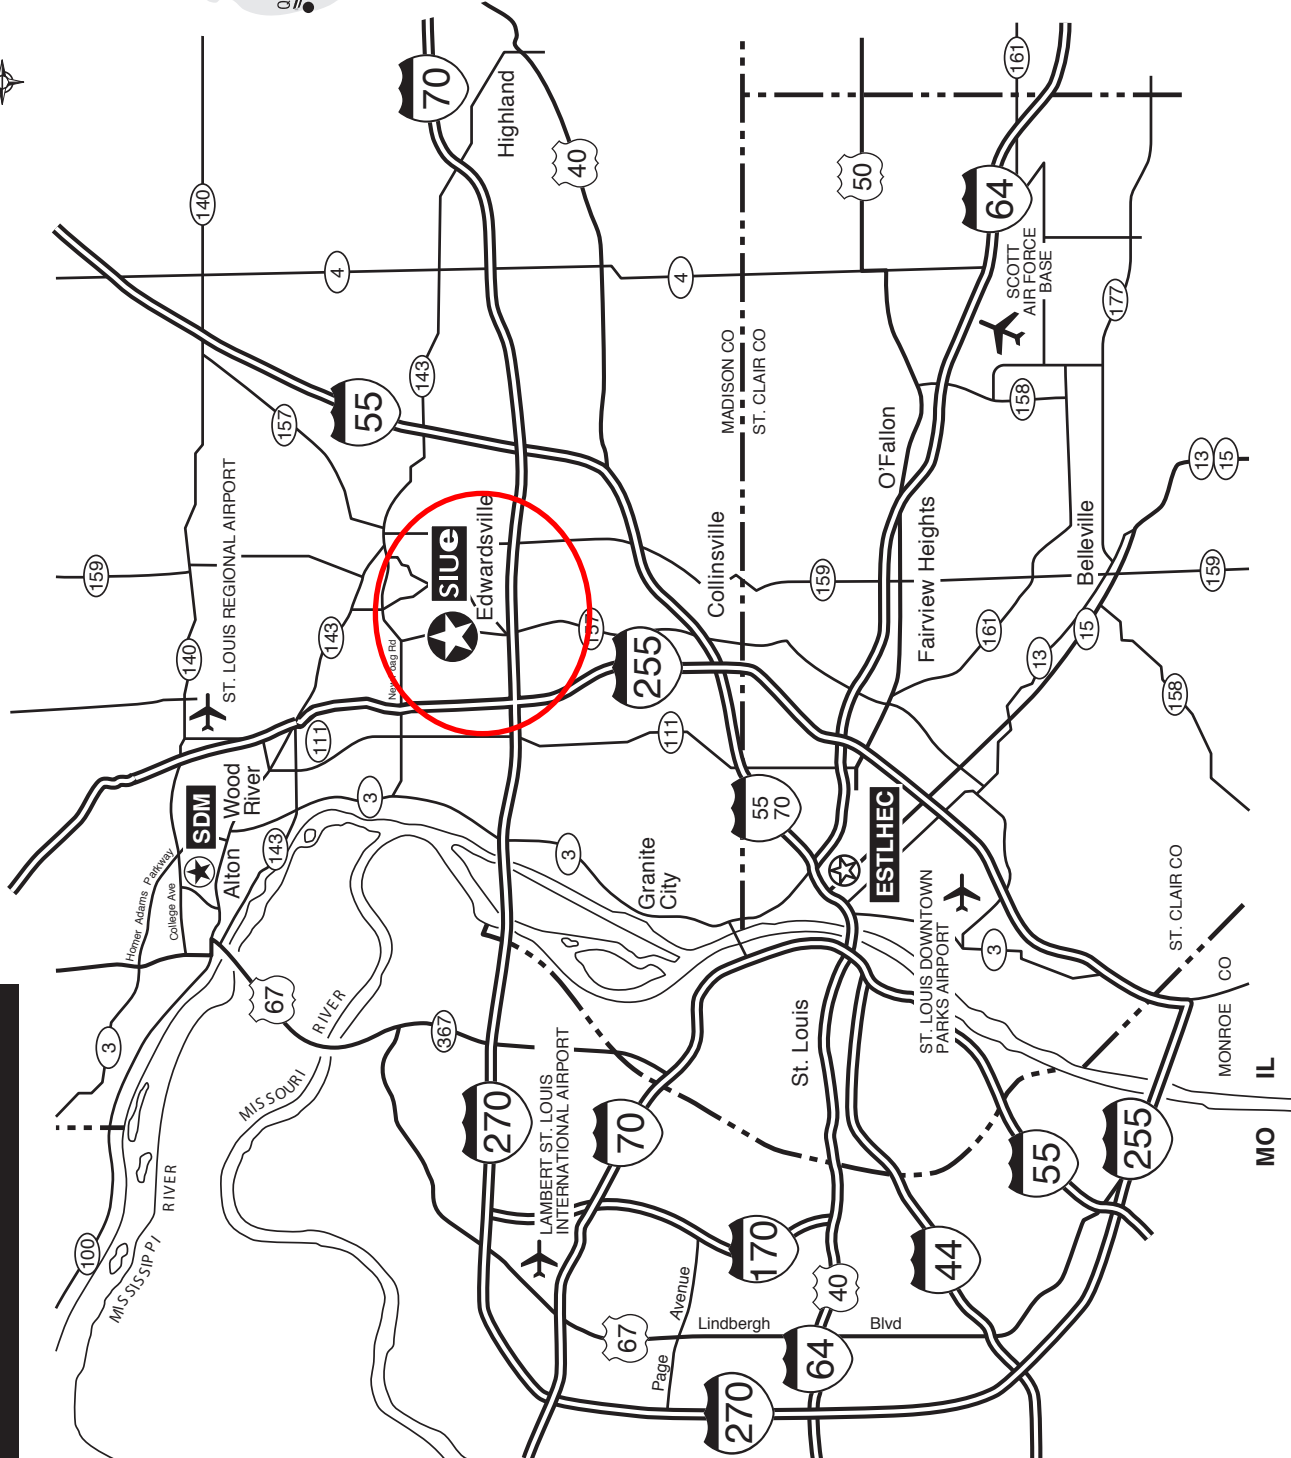 Q
70
Highland
40
161
140
50
64
4
4
SCOTT
AIR FORCE
BASE
177
55
143
157
MADISON CO
ST. CLAIR CO
158
O'Fallon
13
15
ST. LOUIS REGIONAL AIRPORT
SIUe
Edwardsville
159
Collinsville
159
Fairview Heights
Belleville
159
140
143
New Poag Rd
157
255
161
13
15
158
111
111
SDM
Wood
River
Alton
143
3
55
70
3
Granite
City
ESTLHEC
Homer Adams Parkway
College Ave
ST. LOUIS DOWNTOWN
PARKS AIRPORT
3
ST. CLAIR CO
67
RIVER
MISSOURI
367
St. Louis
MONROE CO
3
270
LAMBERT ST. LOUIS
INTERNATIONAL AIRPORT
70
IL
MO
255
55
RIVER
MISSISSIPPI
100
170
44
40
Page Avenue
Lindbergh Blvd
67
64
270